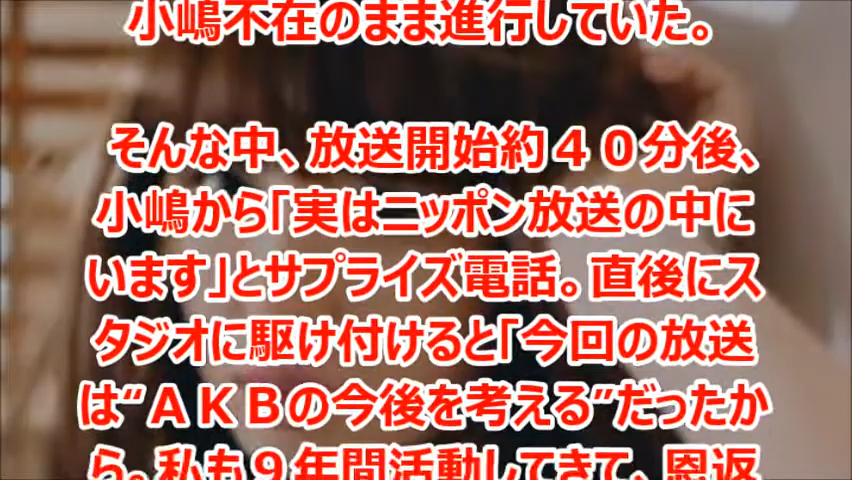 小嶋不在のまま進行していた。
そんな中、放送開始約４０分後、
小嶋から｢実はニッポン放送の中に
います｣とサプライズ電話。直後にス
タジオに駆け付けると｢今回の放送
は“ＡＫＢの今後を考える”だったか
ら。私も９年間活動してきて、恩返